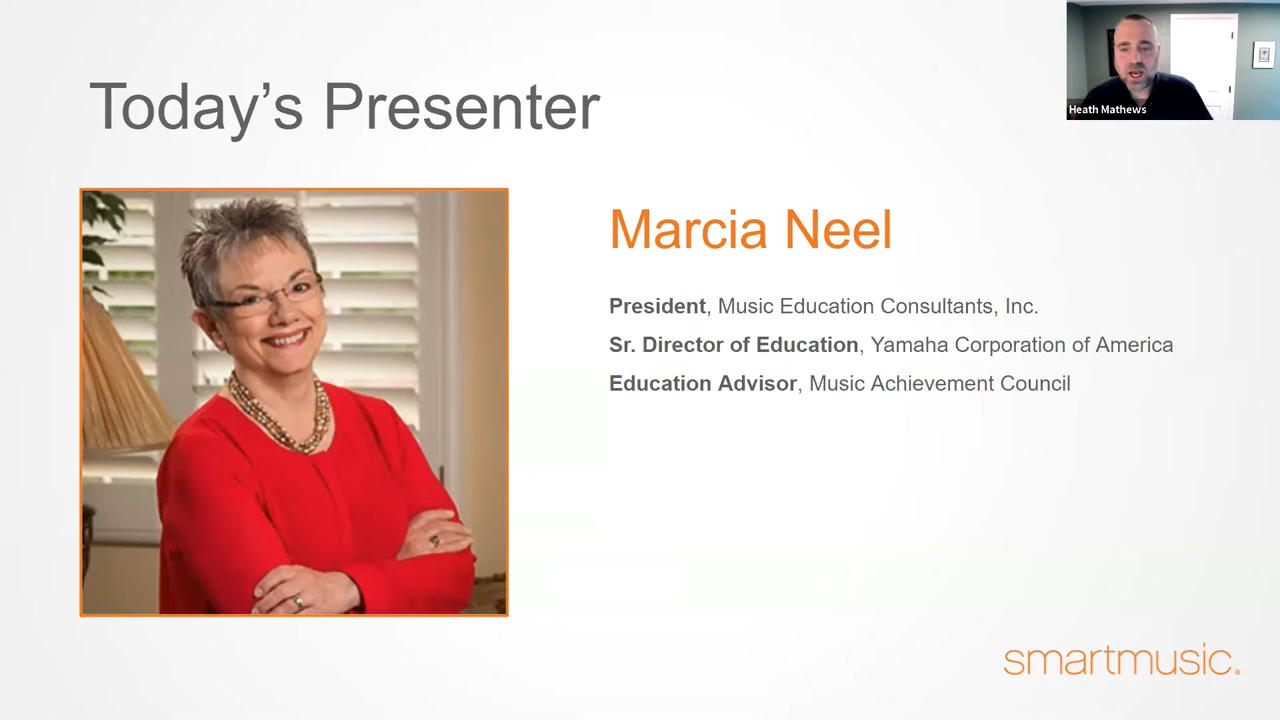 Today’s Presenter
Heath Mathews
Marcia Neel
President, Music Education Consultants, Inc.
Sr. Director of Education, Yamaha Corporation of America
Education Advisor, Music Achievement Council
smartmusic.